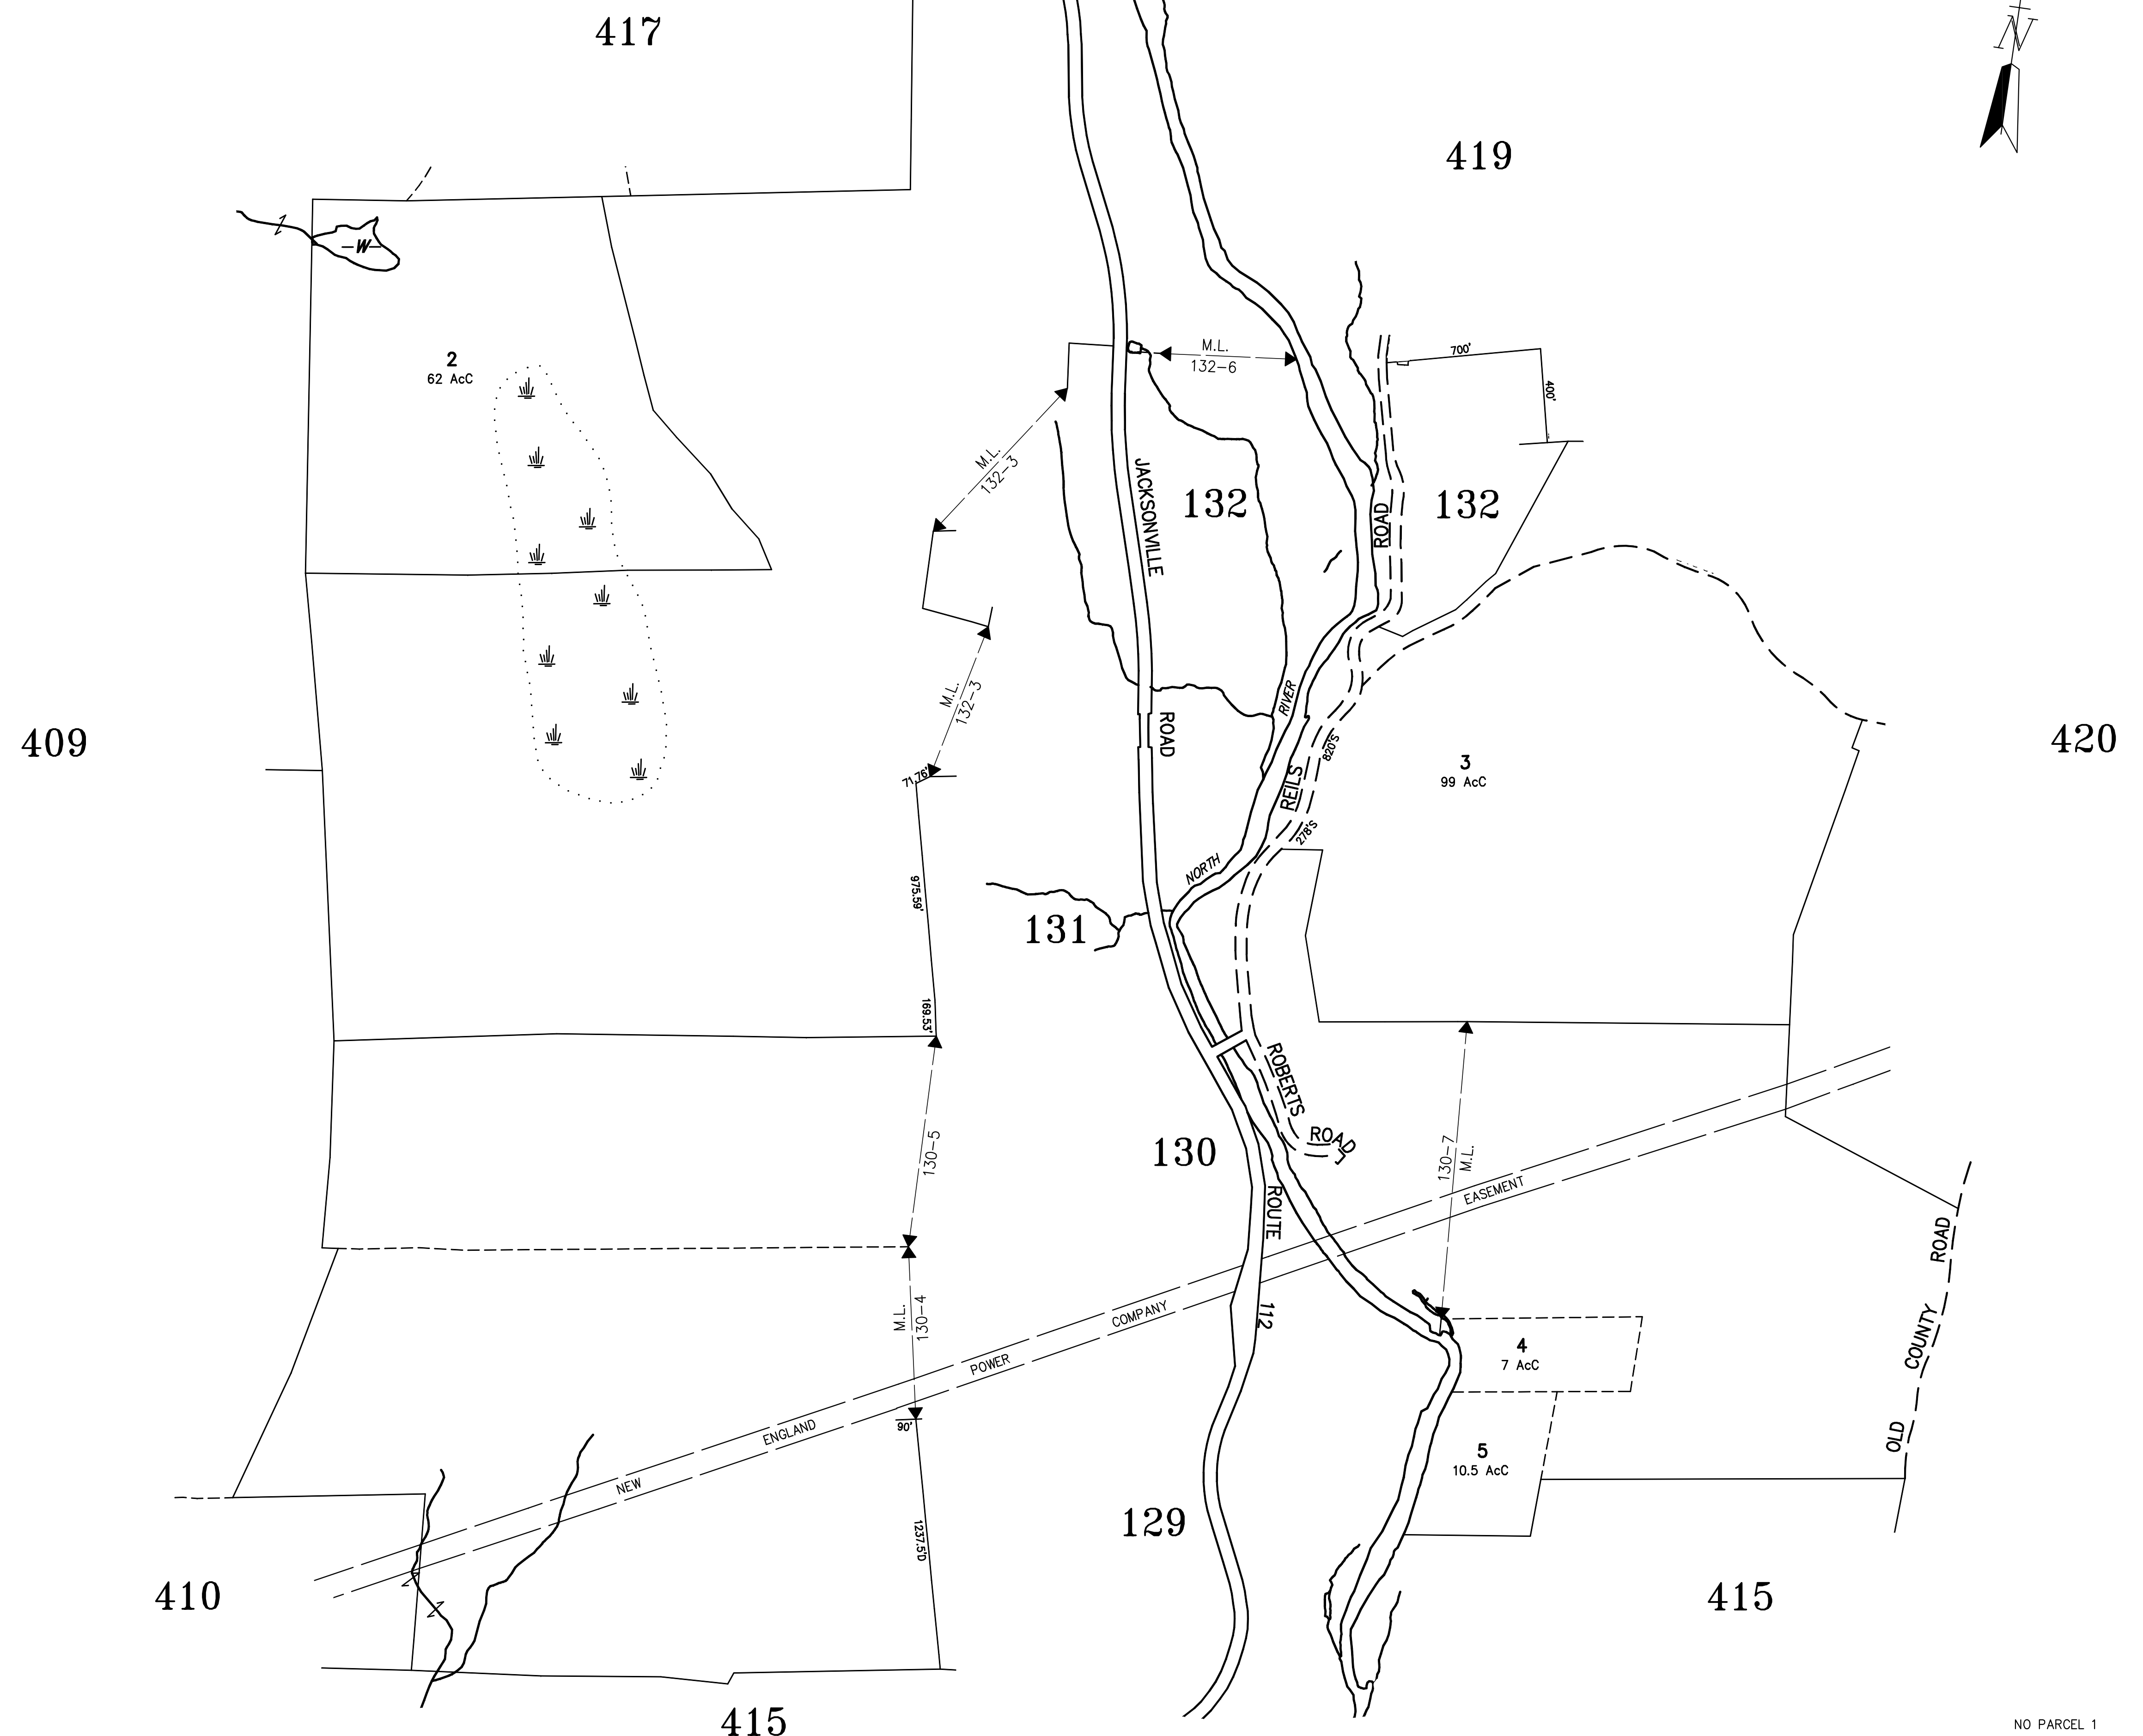 417
N
419
W
2
62 AcC
M.L.
132-6
700'
400'
M.L.
132-3
JACKSONVILLE
ROAD
132
ROAD
132
M.L.
132-3
RIVER
NORTH
REILS
820'S
278'S
3
99 AcC
409
420
71.76'
975.59'
169.53'
131
ROBERTS
ROAD
130-5
130
130-7
M.L.
ROUTE
112
M.L.
130-4
90'
NEW
ENGLAND
POWER
COMPANY
EASEMENT
4
7 AcC
5
10.5 AcC
OLD
COUNTY
ROAD
1237.5'D
129
410
415
415
NO PARCEL 1